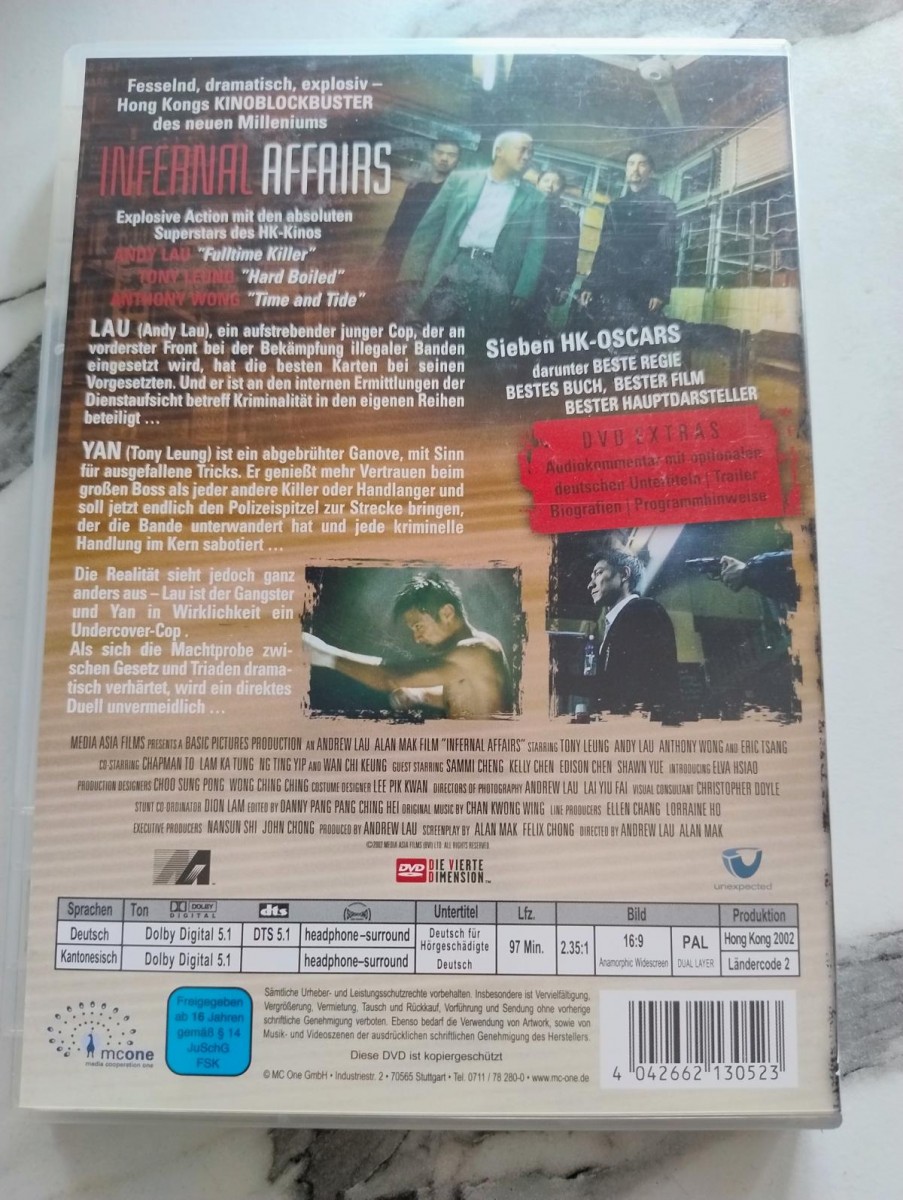 Fesselnd, dramatisch, explosiv –
Hong Kongs KINOBLOCKBUSTER
des neuen Milleniums
INFERNAL AFFAIRS
Explosive Action mit den absoluten
Superstars des HK-Kinos
ANDY LAU "Fulltime Killer"
TONY LEUNG "Hard Boiled"
ANTHONY WONG "Time and Tide"
LAU (Andy Lau), ein aufstrebender junger Cop, der an
vorderster Front bei der Bekämpfung illegaler Banden
eingesetzt wird, hat die besten Karten bei seinen
Vorgesetzten. Und er ist an den internen Ermittlungen der
Dienstaufsicht betreff Kriminalität in den eigenen Reihen
beteiligt ...
YAN (Tony Leung) ist ein abgebrühter Ganove, mit Sinn
für ausgefallene Tricks. Er genießt mehr Vertrauen beim
großen Boss als jeder andere Killer oder Handlanger und
soll jetzt endlich den Polizeispitzel zur Strecke bringen,
der die Bande unterwandert hat und jede kriminelle
Handlung im Kern sabotiert ...
Die Realität sieht jedoch ganz
anders aus – Lau ist der Gangster
und Yan in Wirklichkeit ein
Undercover-Cop .
Als sich die Machtprobe zwi-
schen Gesetz und Triaden drama-
tisch verhärtet, wird ein direktes
Duell unvermeidlich ...
Sieben HK-OSCARS
darunter BESTE REGIE
BESTES BUCH, BESTER FILM
BESTER HAUPTDARSTELLER
DVD EXTRAS
Audiokommentar mit optionalen
deutschen Untertiteln | Trailer
Biografien | Programmhinweise
MEDIA ASIA FILMS PRESENTS A BASIC PICTURES PRODUCTION AN ANDREW LAU ALAN MAK FILM "INFERNAL AFFAIRS" STARRING TONY LEUNG ANDY LAU ANTHONY WONG AND ERIC TSANG
CO STARRING CHAPMAN TO LAM KA TUNG NG TING YIP AND WAN CHI KEUNG GUEST STARRING SAMMI CHENG KELLY CHEN EDISON CHEN SHAWN YUE INTRODUCING ELVA HSIAO
PRODUCTION DESIGNERS CHOO SUNG PONG WONG CHING CHING COSTUME DESIGNER LEE PIK KWAN DIRECTORS OF PHOTOGRAPHY ANDREW LAU LAI YIU FAI VISUAL CONSULTANT CHRISTOPHER DOYLE
STUNT CO ORDINATOR DION LAM EDITED BY DANNY PANG PANG CHING HEI ORIGINAL MUSIC BY CHAN KWONG WING LINE PRODUCERS ELLEN CHANG LORRAINE HO
EXECUTIVE PRODUCERS NANSUN SHI JOHN CHONG PRODUCED BY ANDREW LAU SCREENPLAY BY ALAN MAK FELIX CHONG DIRECTED BY ANDREW LAU ALAN MAK
©2002 MEDIA ASIA FILMS (BVI) LTD. ALL RIGHTS RESERVED.
DVD DIE VIERTE
DIMENSION.™
unexpected
Sprachen Ton DOLBY DIGITAL dts Untertitel Lfz. Bild Produktion
Deutsch Dolby Digital 5.1 DTS 5.1 headphone–surround Deutsch für Hörgeschädigte 97 Min. 2.35:1 16:9 PAL Hong Kong 2002
Kantonesisch Dolby Digital 5.1 headphone–surround Deutsch Anamorphic Widescreen DUAL LAYER Ländercode 2
mcone
media cooperation one
Freigegeben
ab 16 Jahren
gemäß § 14
JuSchG
FSK
Sämtliche Urheber- und Leistungsschutzrechte vorbehalten. Insbesondere ist Vervielfältigung,
Vergrößerung, Vermietung, Tausch und Rückkauf, Vorführung und Sendung ohne vorherige
schriftliche Genehmigung verboten. Ebenso bedarf die Verwendung von Artwork, sowie von
Musik- und Videoszenen der ausdrücklichen schriftlichen Genehmigung des Herstellers.
Diese DVD ist kopiergeschützt
© MC One GmbH • Industriestr. 2 • 70565 Stuttgart • Tel. 0711 / 78 280-0 • www.mc-one.de
4 042662 130523